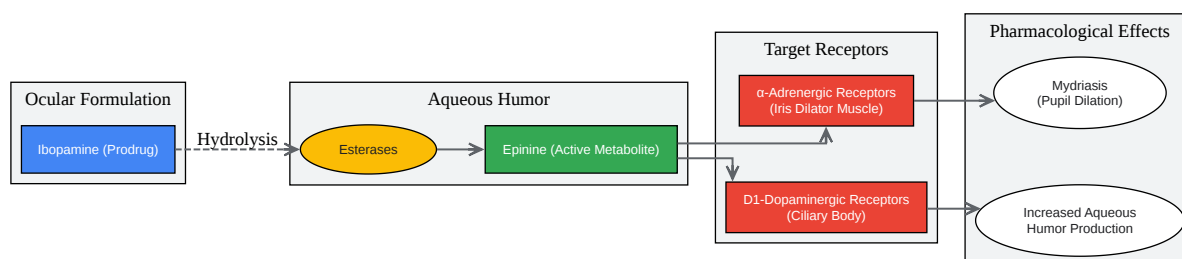 Ocular Formulation
Ibopamine (Prodrug)
Hydrolysis
Aqueous Humor
Esterases
Epinine (Active Metabolite)
Target Receptors
α-Adrenergic Receptors
(Iris Dilator Muscle)
D1-Dopaminergic Receptors
(Ciliary Body)
Pharmacological Effects
Mydriasis
(Pupil Dilation)
Increased Aqueous
Humor Production